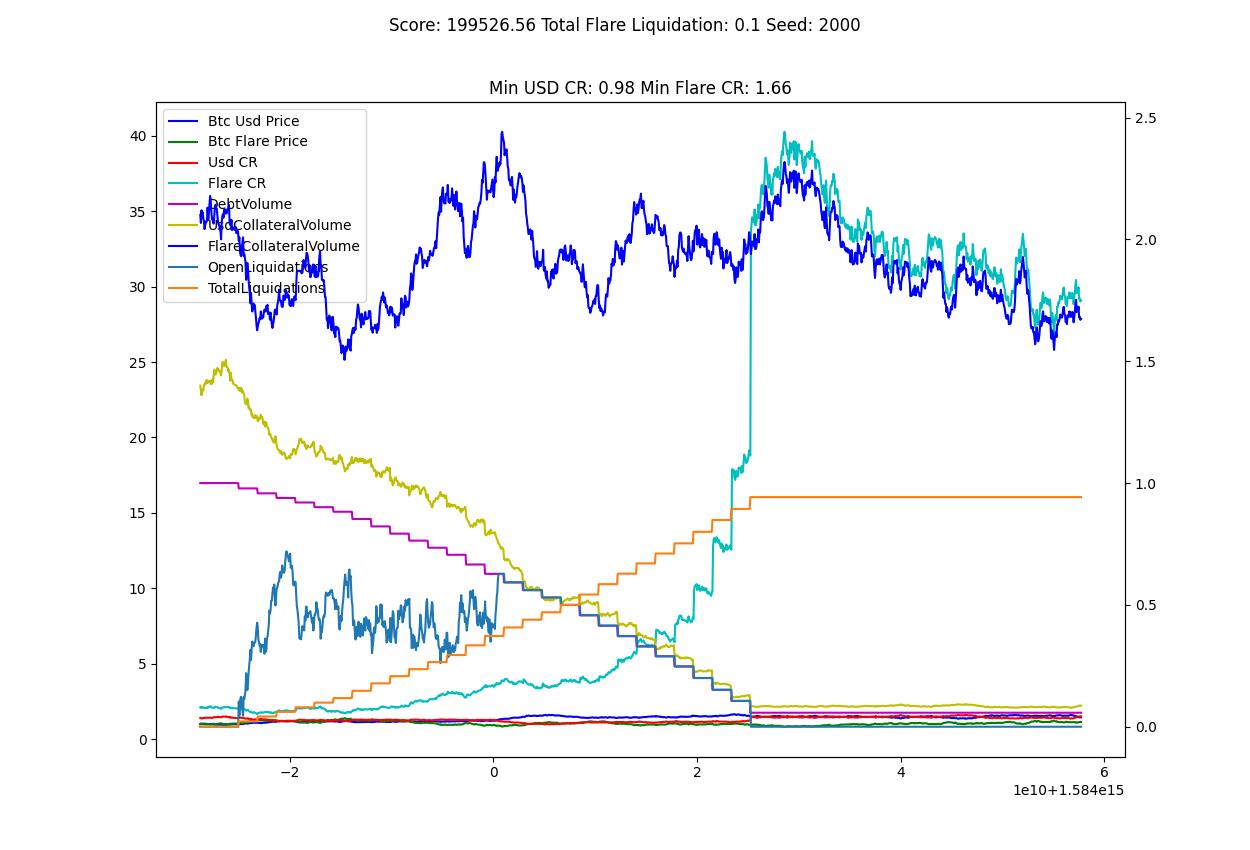 Score: 199526.56 Total Flare Liquidation: 0.1 Seed: 2000
Min USD CR: 0.98 Min Flare CR: 1.66
Btc Usd Price
Btc Flare Price
Usd CR
Flare CR
DebtVolume
UsdCollateralVolume
FlareCollateralVolume
OpenLiquidations
TotalLiquidations
40
35
30
25
20
15
10
5
0
2.5
2.0
1.5
1.0
0.5
0.0
−2
0
2
4
6
1e10+1.584e15